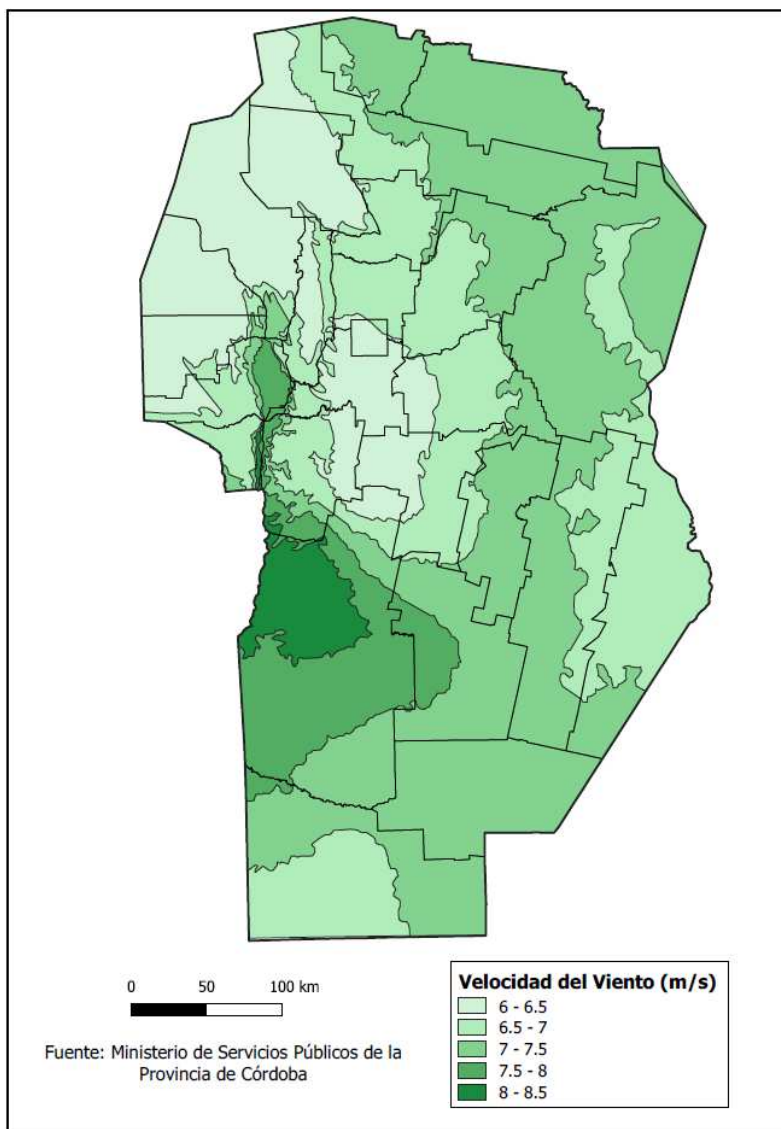 0 50 100 km
Fuente: Ministerio de Servicios Públicos de la
Provincia de Córdoba
Velocidad del Viento (m/s)
6 - 6.5
6.5 - 7
7 - 7.5
7.5 - 8
8 - 8.5